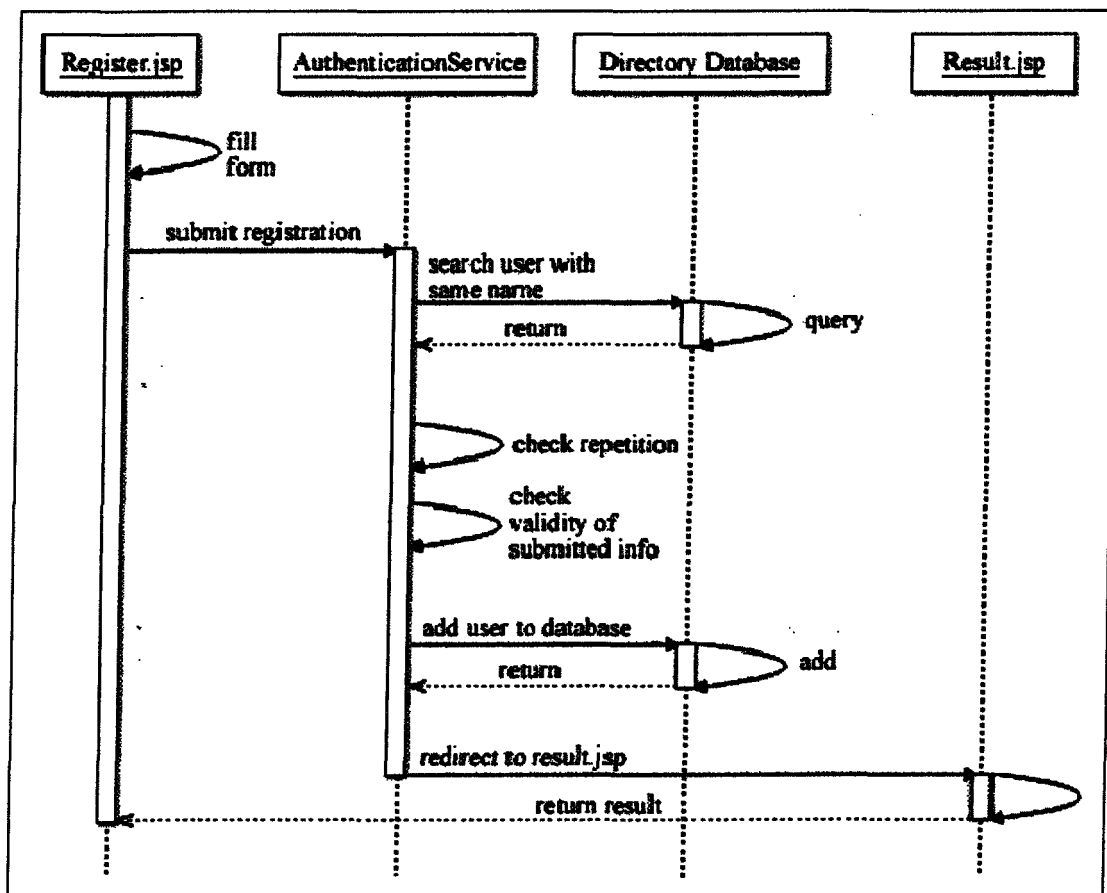 Register.jsp
AuthenticationService
Directory Database
Result.jsp
fill
form
submit registration
search user with
same name
query
return
check repetition
check
validity of
submitted info
add user to database
add
return
redirect to result.jsp
return result